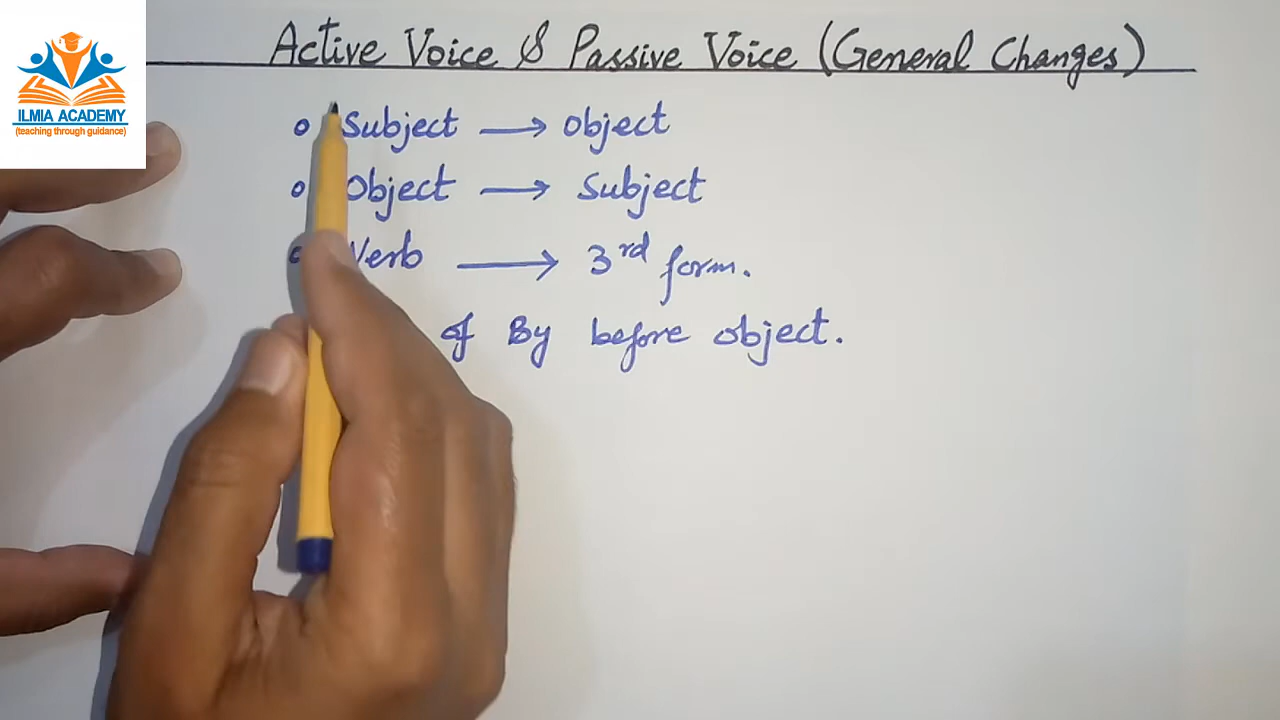 ILMIA ACADEMY
(teaching through guidance)
Active Voice & Passive Voice (General Changes)
Subject → Object
Object → Subject
Verb → 3rd form.
of By before object.